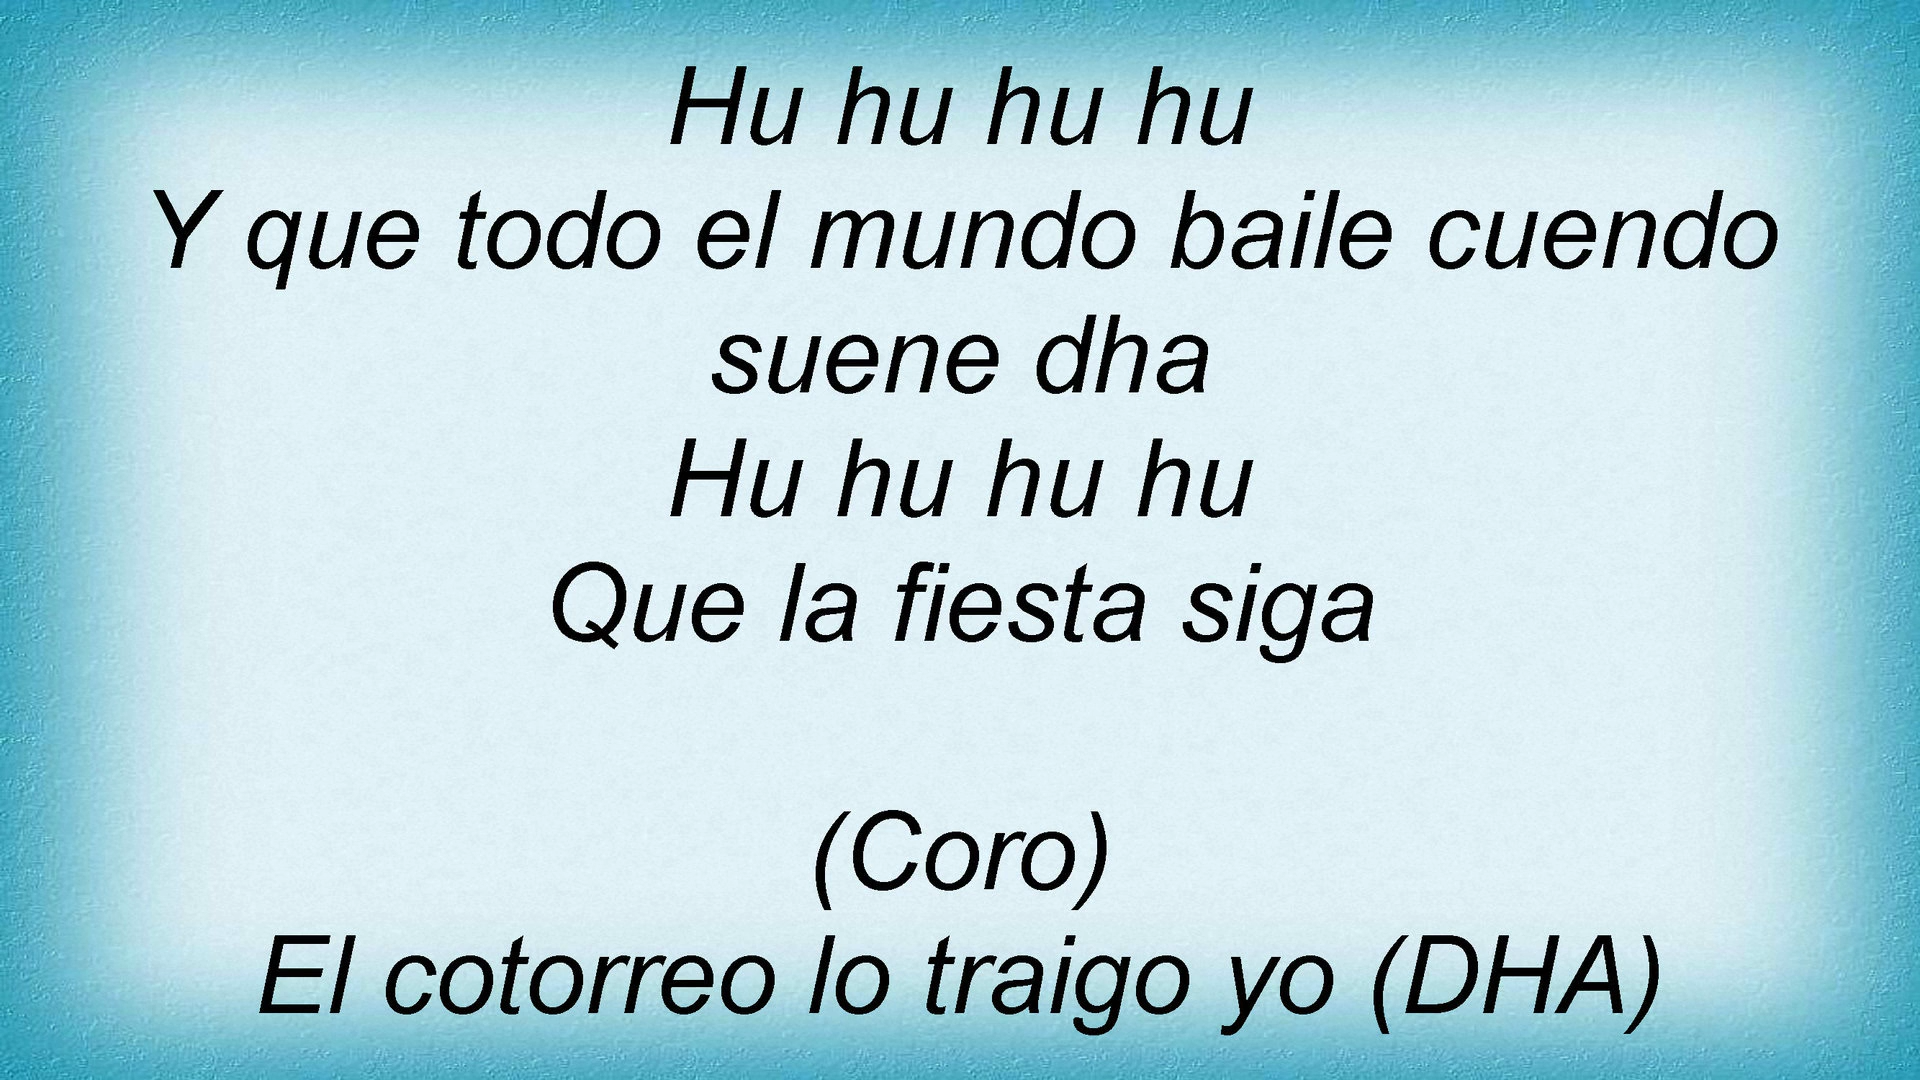 Hu hu hu hu
Y que todo el mundo baile cuendo
suene dha
Hu hu hu hu
Que la fiesta siga
(Coro)
El cotorreo lo traigo yo (DHA)